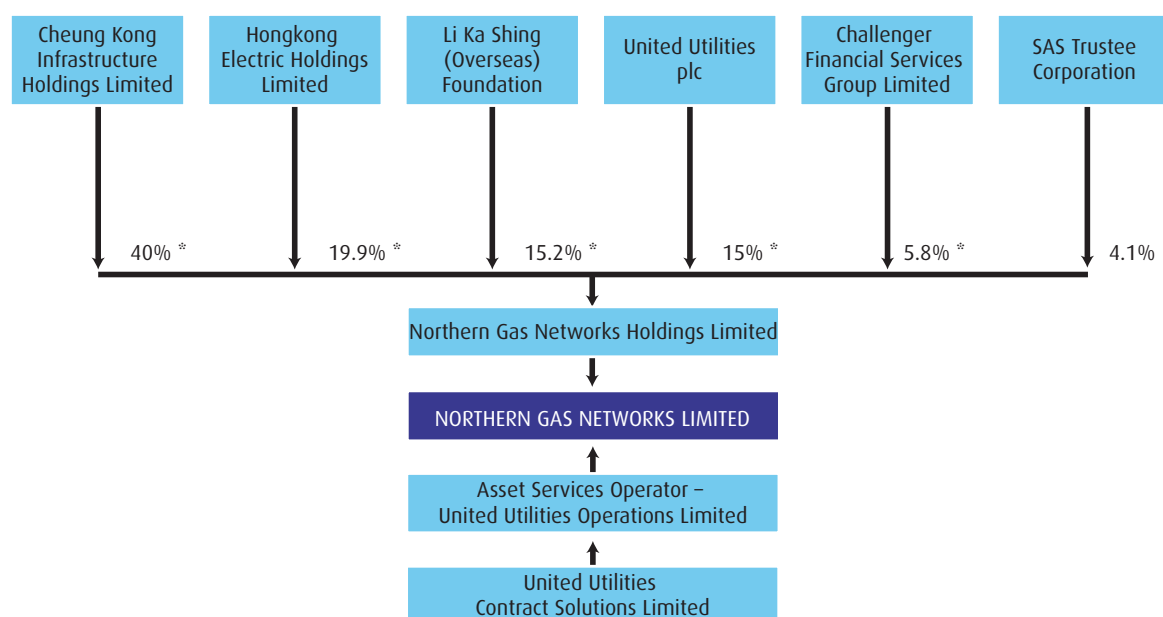 Cheung Kong
Infrastructure
Holdings Limited
Hongkong
Electric Holdings
Limited
Li Ka Shing
(Overseas)
Foundation
United Utilities
plc
Challenger
Financial Services
Group Limited
SAS Trustee
Corporation
40% *
19.9% *
15.2% *
15% *
5.8% *
4.1%
Northern Gas Networks Holdings Limited
NORTHERN GAS NETWORKS LIMITED
Asset Services Operator –
United Utilities Operations Limited
United Utilities
Contract Solutions Limited